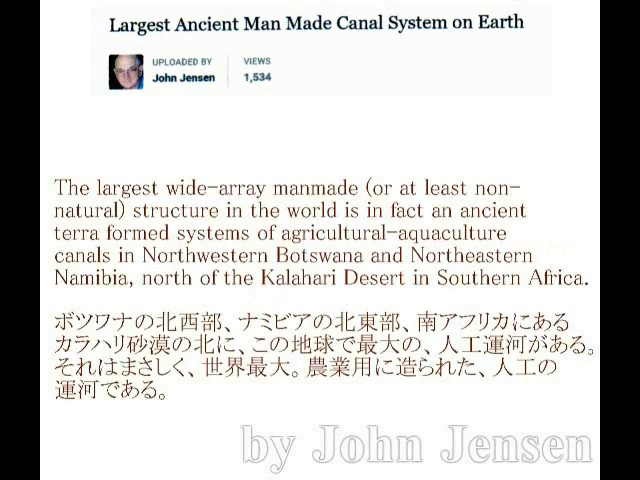 Largest Ancient Man Made Canal System on Earth
UPLOADED BY
John Jensen
VIEWS
1,534
The largest wide-array manmade (or at least non-
natural) structure in the world is in fact an ancient
terra formed systems of agricultural-aquaculture
canals in Northwestern Botswana and Northeastern
Namibia, north of the Kalahari Desert in Southern Africa.
ボツワナの北西部、ナミビアの北東部、南アフリカにある
カラハリ砂漠の北に、この地球で最大の、人工運河がある。
それはまさしく、世界最大。農業用に造られた、人工の
運河である。
by John Jensen